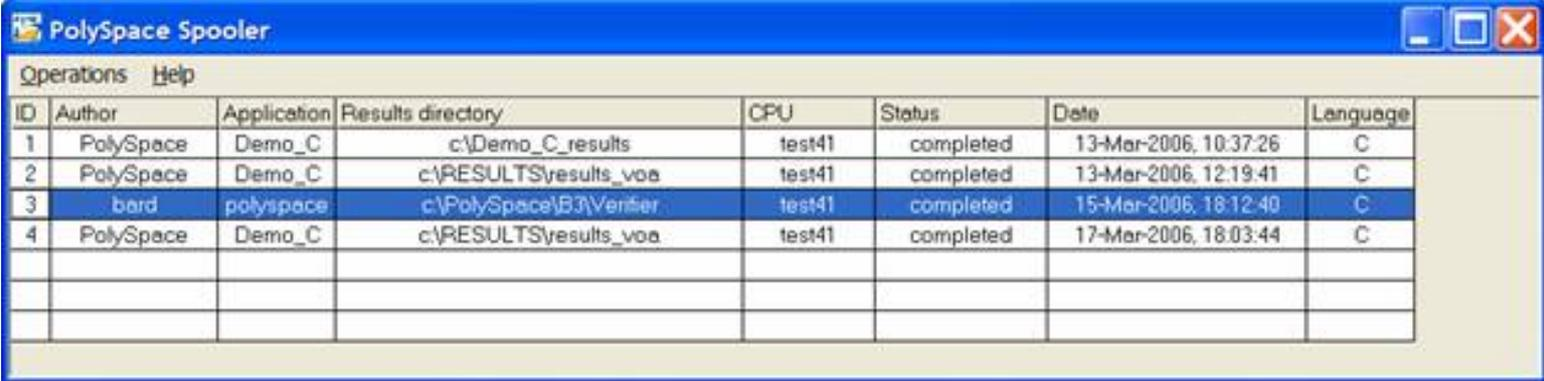 PolySpace Spooler
Operations Help
ID Author Application Results directory CPU Status Date Language
1 PolySpace Demo_C c:\Demo_C_results test41 completed 13-Mar-2006, 10:37:26 C
2 PolySpace Demo_C c:\RESULTS\results_voa test41 completed 13-Mar-2006, 12:19:41 C
3 bard polyspace c:\PolySpace\B3\Verifier test41 completed 15-Mar-2006, 18:12:40 C
4 PolySpace Demo_C c:\RESULTS\results_voa test41 completed 17-Mar-2006, 18:03:44 C